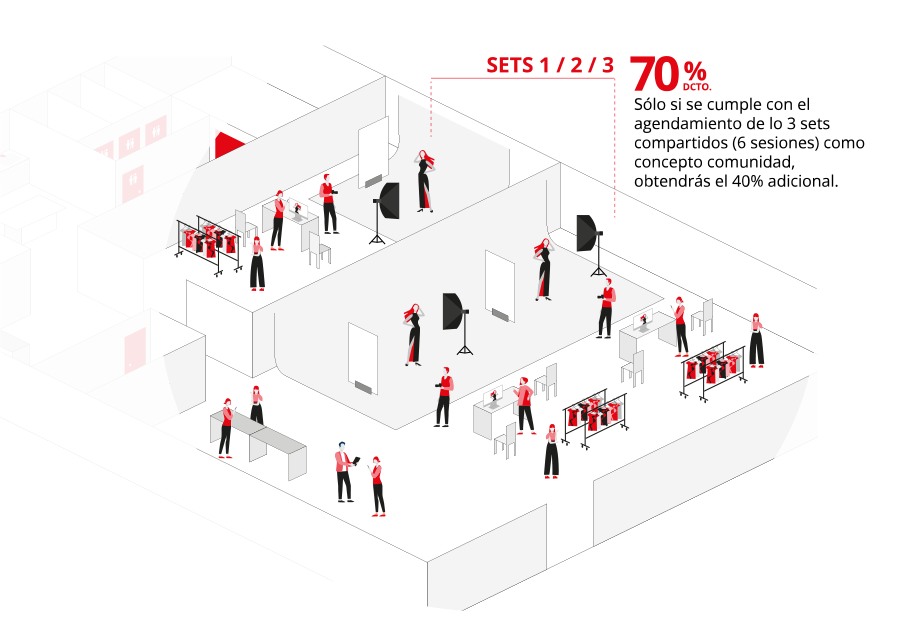 SETS 1 / 2 / 3
70%
DCTO.
Sólo si se cumple con el
agendamiento de lo 3 sets
compartidos (6 sesiones) como
concepto comunidad,
obtendrás el 40% adicional.